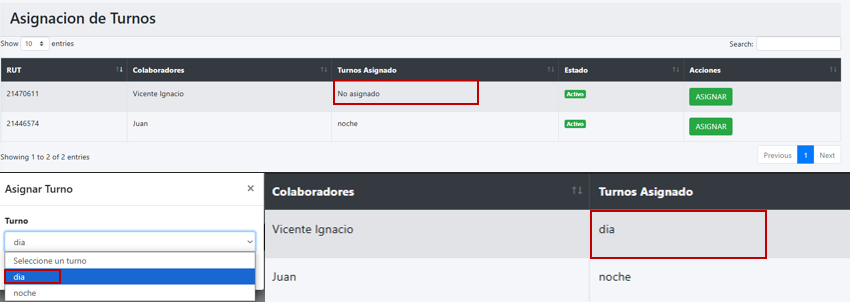 Asignacion de Turnos
Show 10 entries Search:
RUT Colaboradores Turnos Asignado Estado Acciones
21470611 Vicente Ignacio No asignado Activo ASIGNAR
21446574 Juan noche Activo ASIGNAR
Showing 1 to 2 of 2 entries Previous 1 Next
Asignar Turno ×
Turno
dia
Seleccione un turno
dia
noche
Colaboradores Turnos Asignado
Vicente Ignacio dia
Juan noche